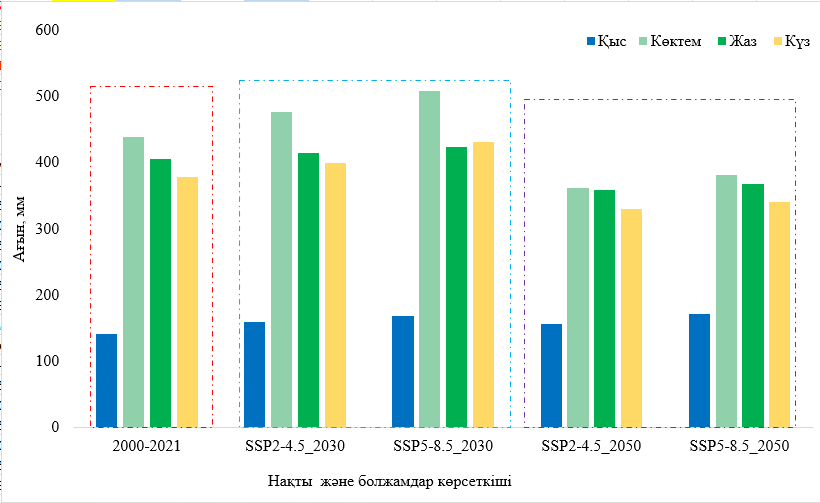 600
500
400
300
200
100
0
Ағын, мм
Қыс Көктем Жаз Күз
2000-2021 SSP2-4.5_2030 SSP5-8.5_2030 SSP2-4.5_2050 SSP5-8.5_2050
Нақты және болжамдар көрсеткіші